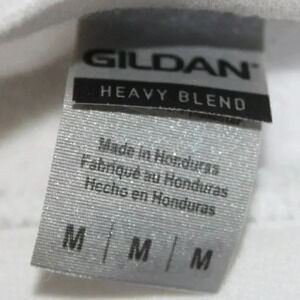 GILDAN®
HEAVY BLEND
Made in Honduras
Fabriqué au Honduras
Hecho en Honduras
M | M | M